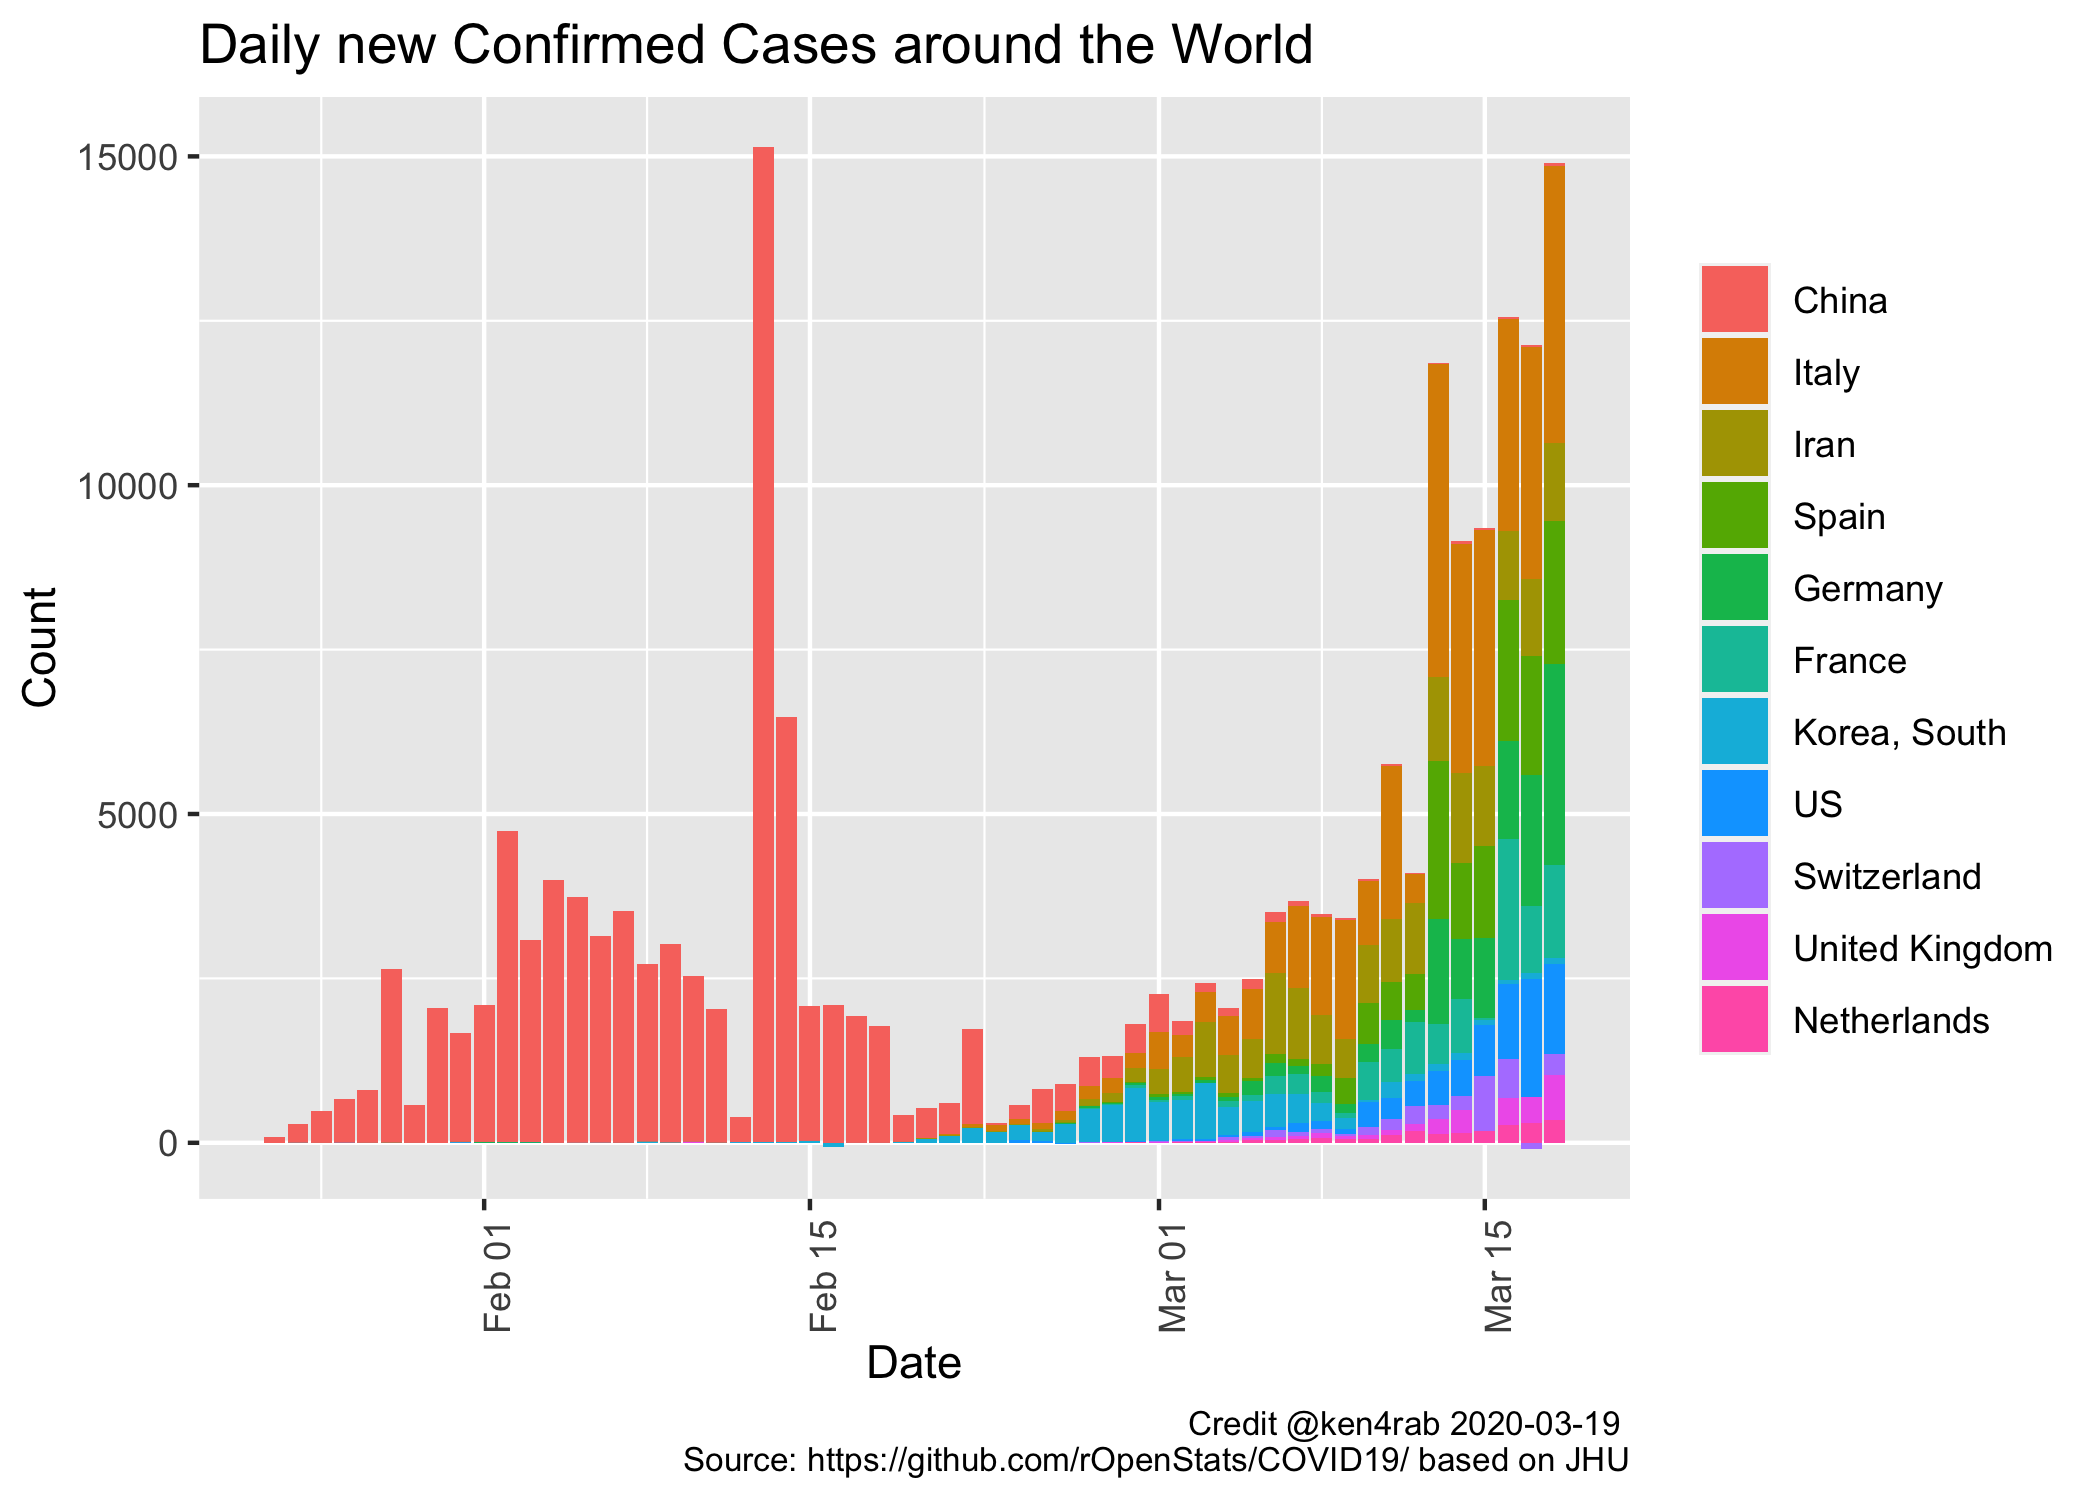 Daily new Confirmed Cases around the World
15000
10000
5000
0
Count
Feb 01
Feb 15
Mar 01
Mar 15
Date
China
Italy
Iran
Spain
Germany
France
Korea, South
US
Switzerland
United Kingdom
Netherlands
Credit @ken4rab 2020-03-19
Source: https://github.com/rOpenStats/COVID19/ based on JHU